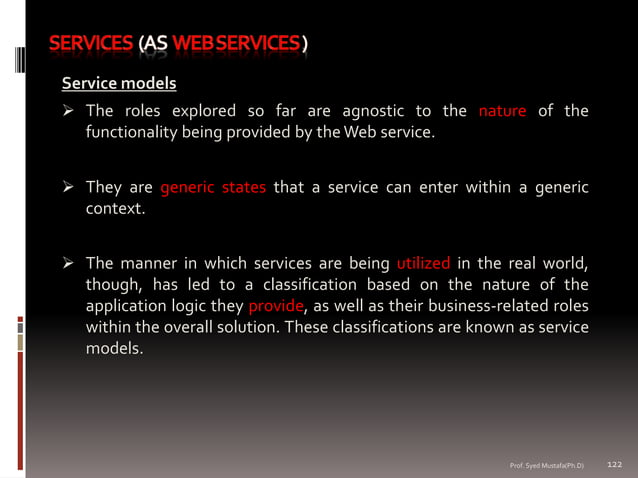 SERVICES (AS WEB SERVICES)
Service models
➢ The roles explored so far are agnostic to the nature of the
functionality being provided by the Web service.
➢ They are generic states that a service can enter within a generic
context.
➢ The manner in which services are being utilized in the real world,
though, has led to a classification based on the nature of the
application logic they provide, as well as their business-related roles
within the overall solution. These classifications are known as service
models.
Prof. Syed Mustafa(Ph.D) 122